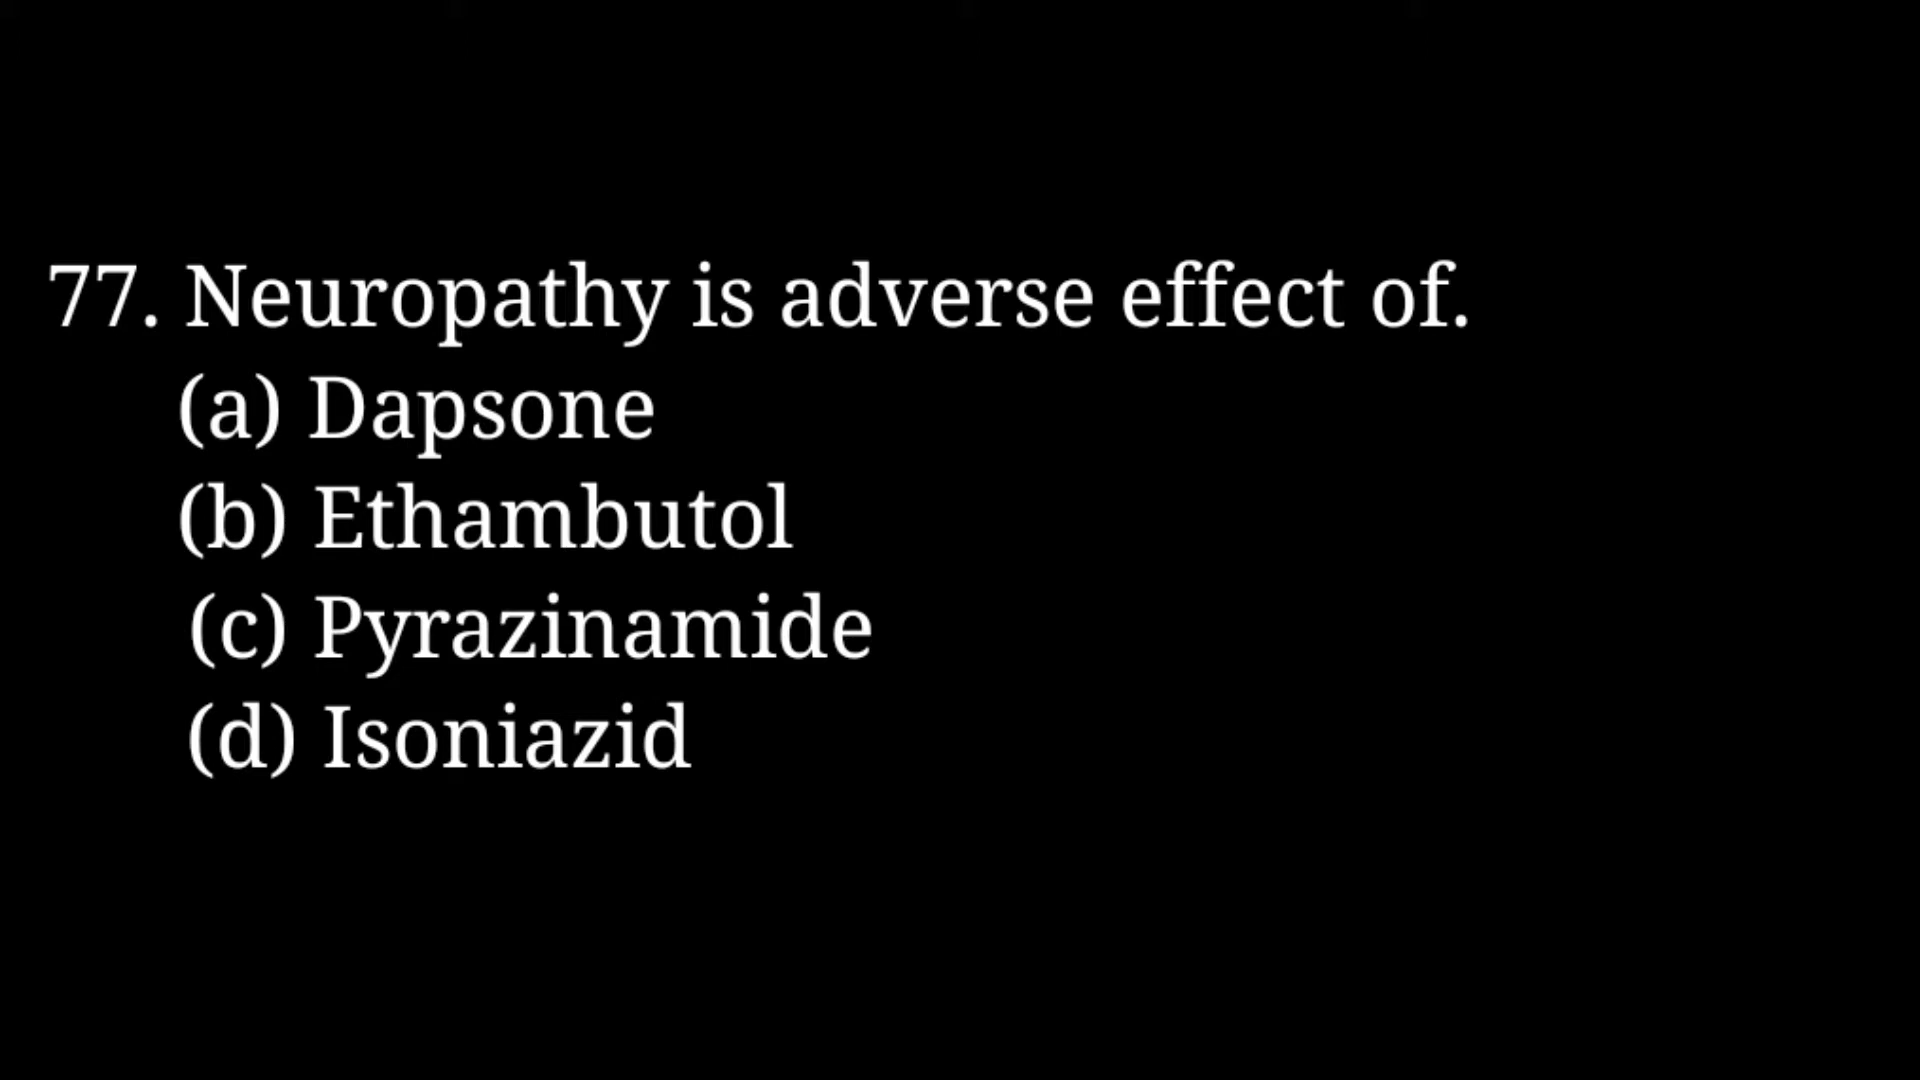 77. Neuropathy is adverse effect of.
(a) Dapsone
(b) Ethambutol
(c) Pyrazinamide
(d) Isoniazid